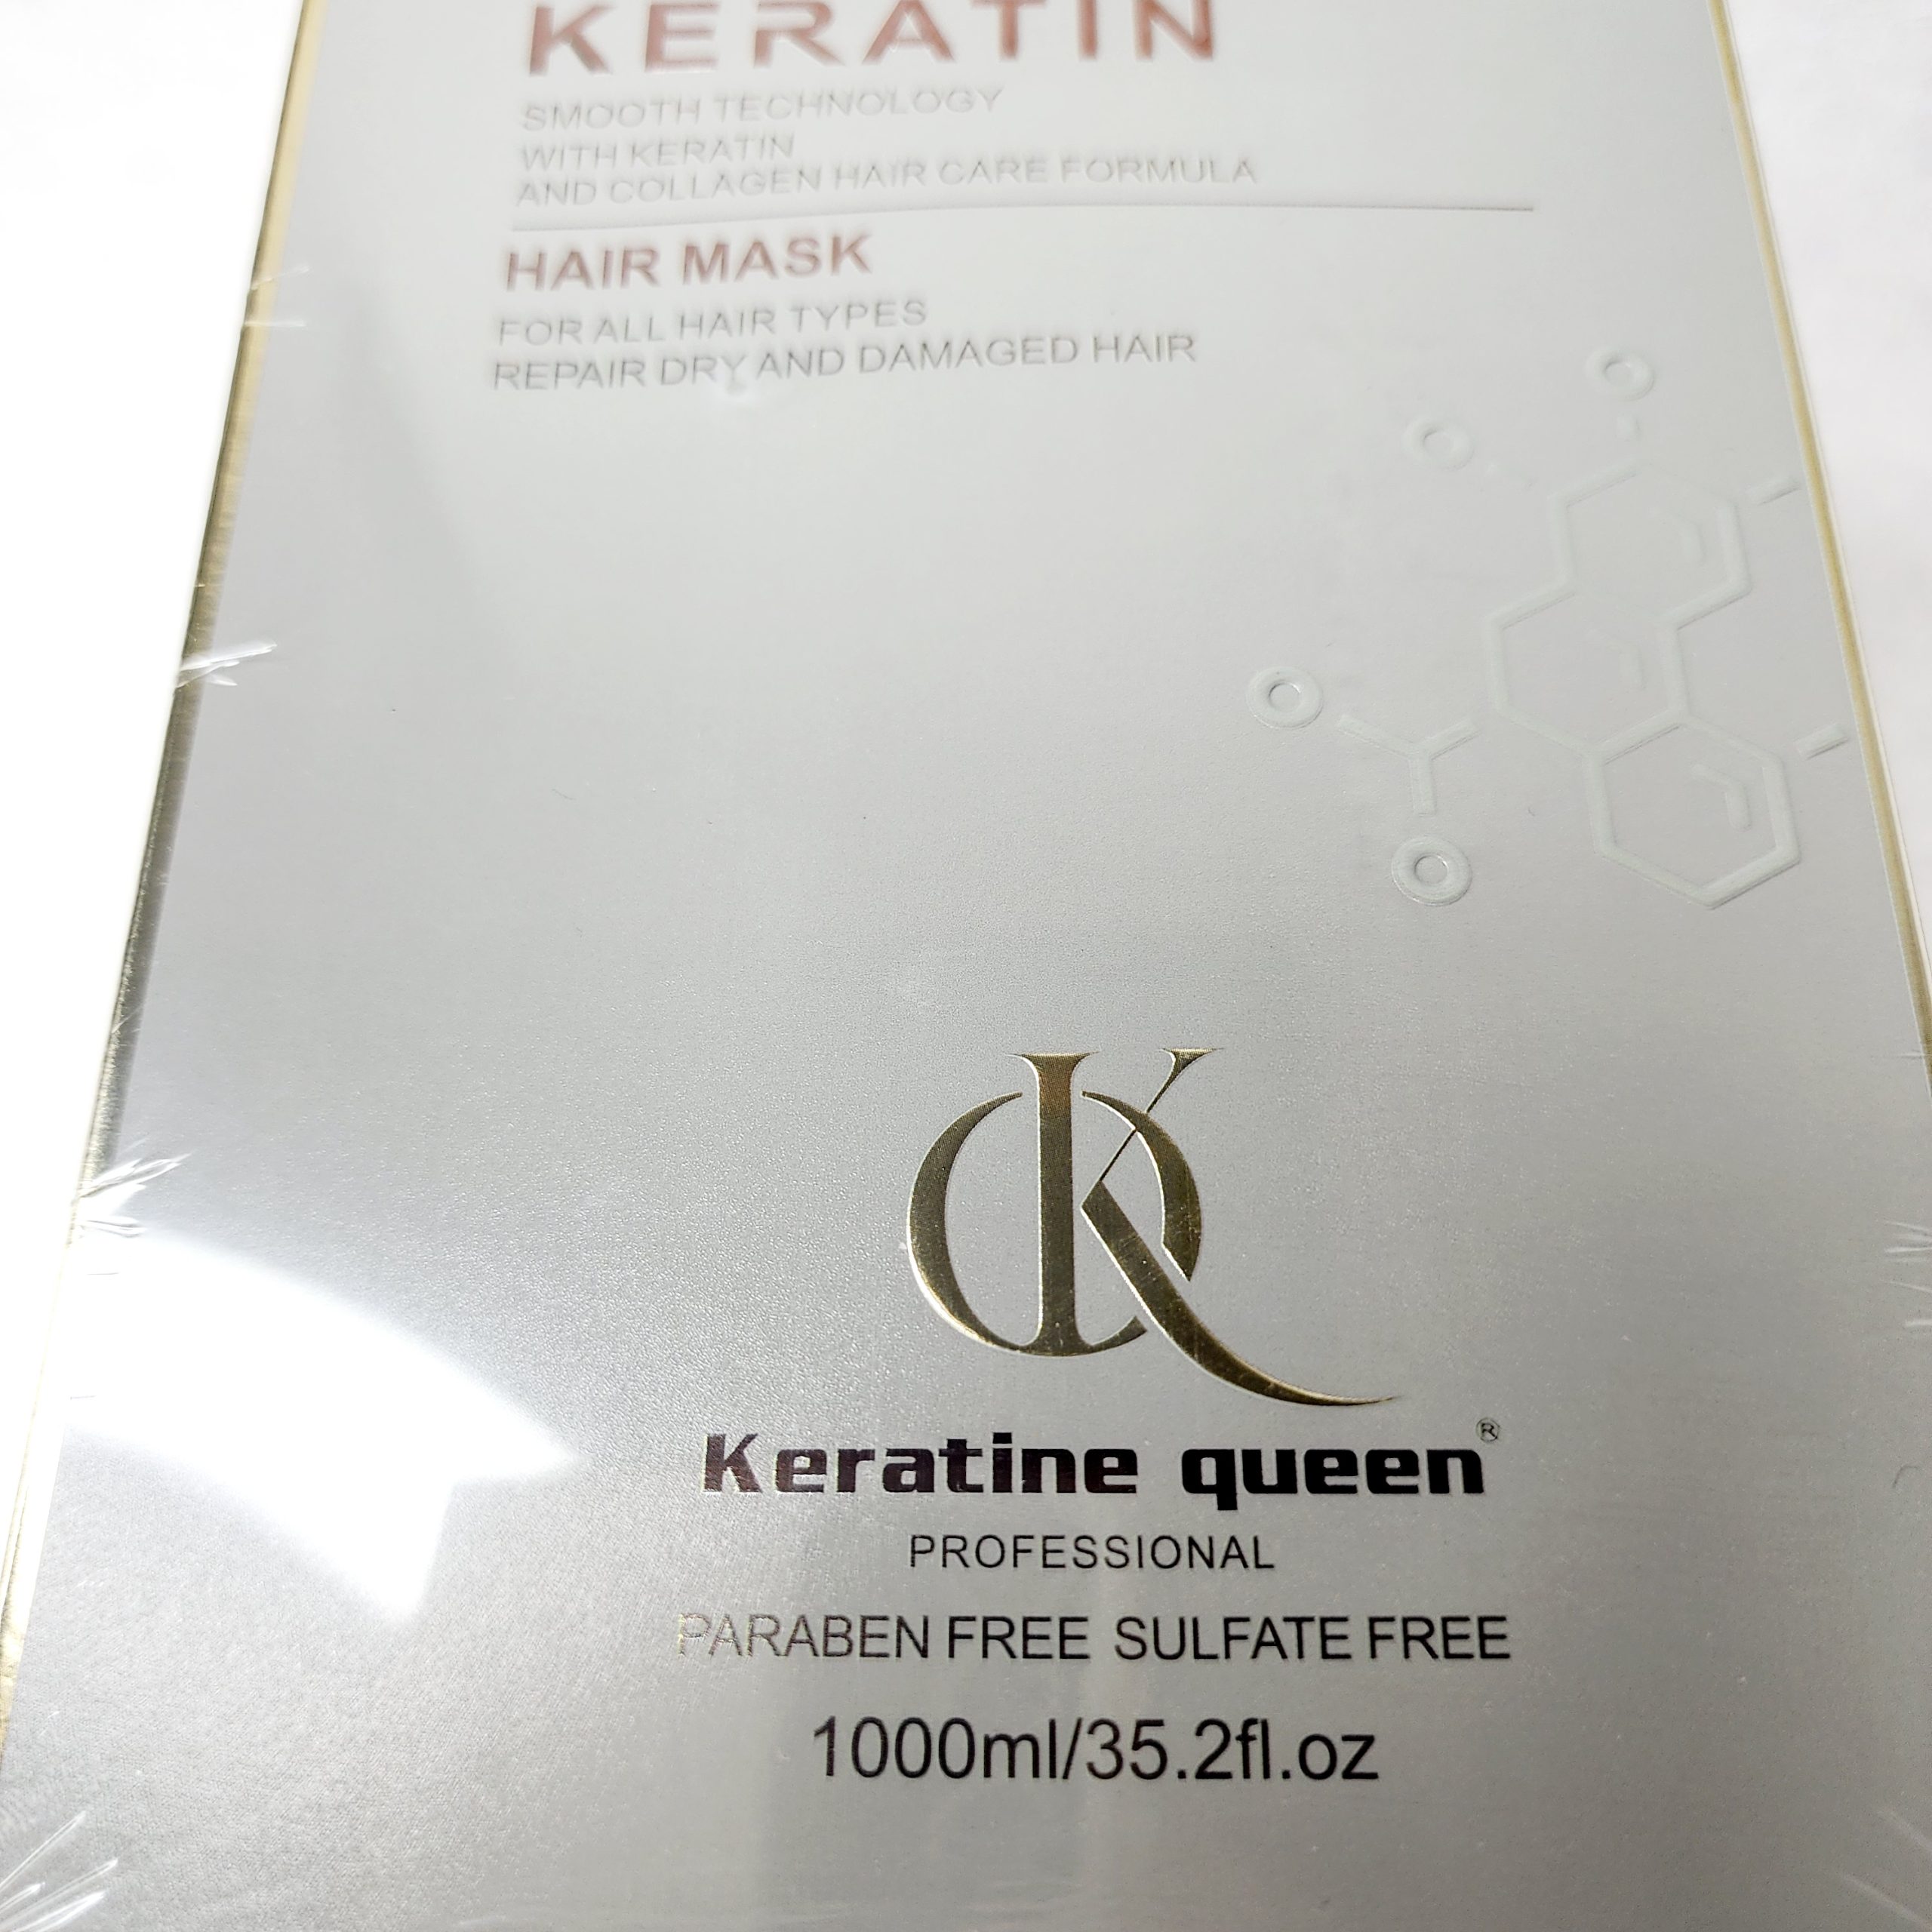 KERATIN
SMOOTH TECHNOLOGY
WITH KERATIN
AND COLLAGEN HAIR CARE FORMULA
HAIR MASK
FOR ALL HAIR TYPES
REPAIR DRY AND DAMAGED HAIR
Keratine queen®
PROFESSIONAL
PARABEN FREE SULFATE FREE
1000ml/35.2fl.oz